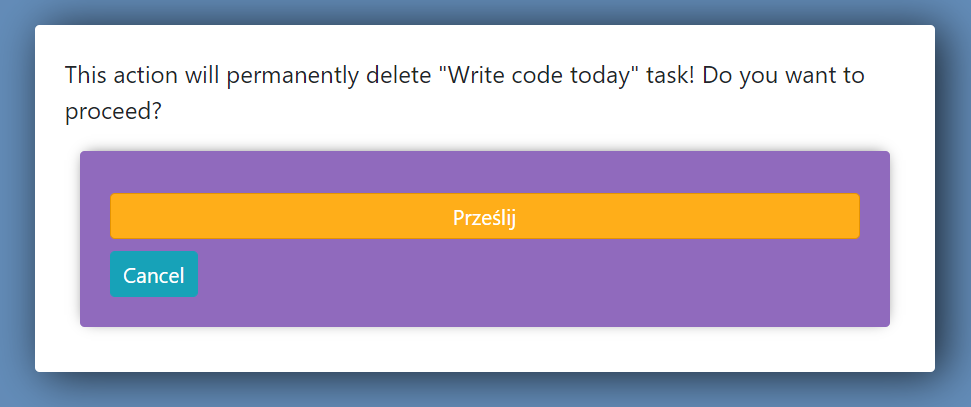 This action will permanently delete "Write code today" task! Do you want to
proceed?
Prześlij
Cancel